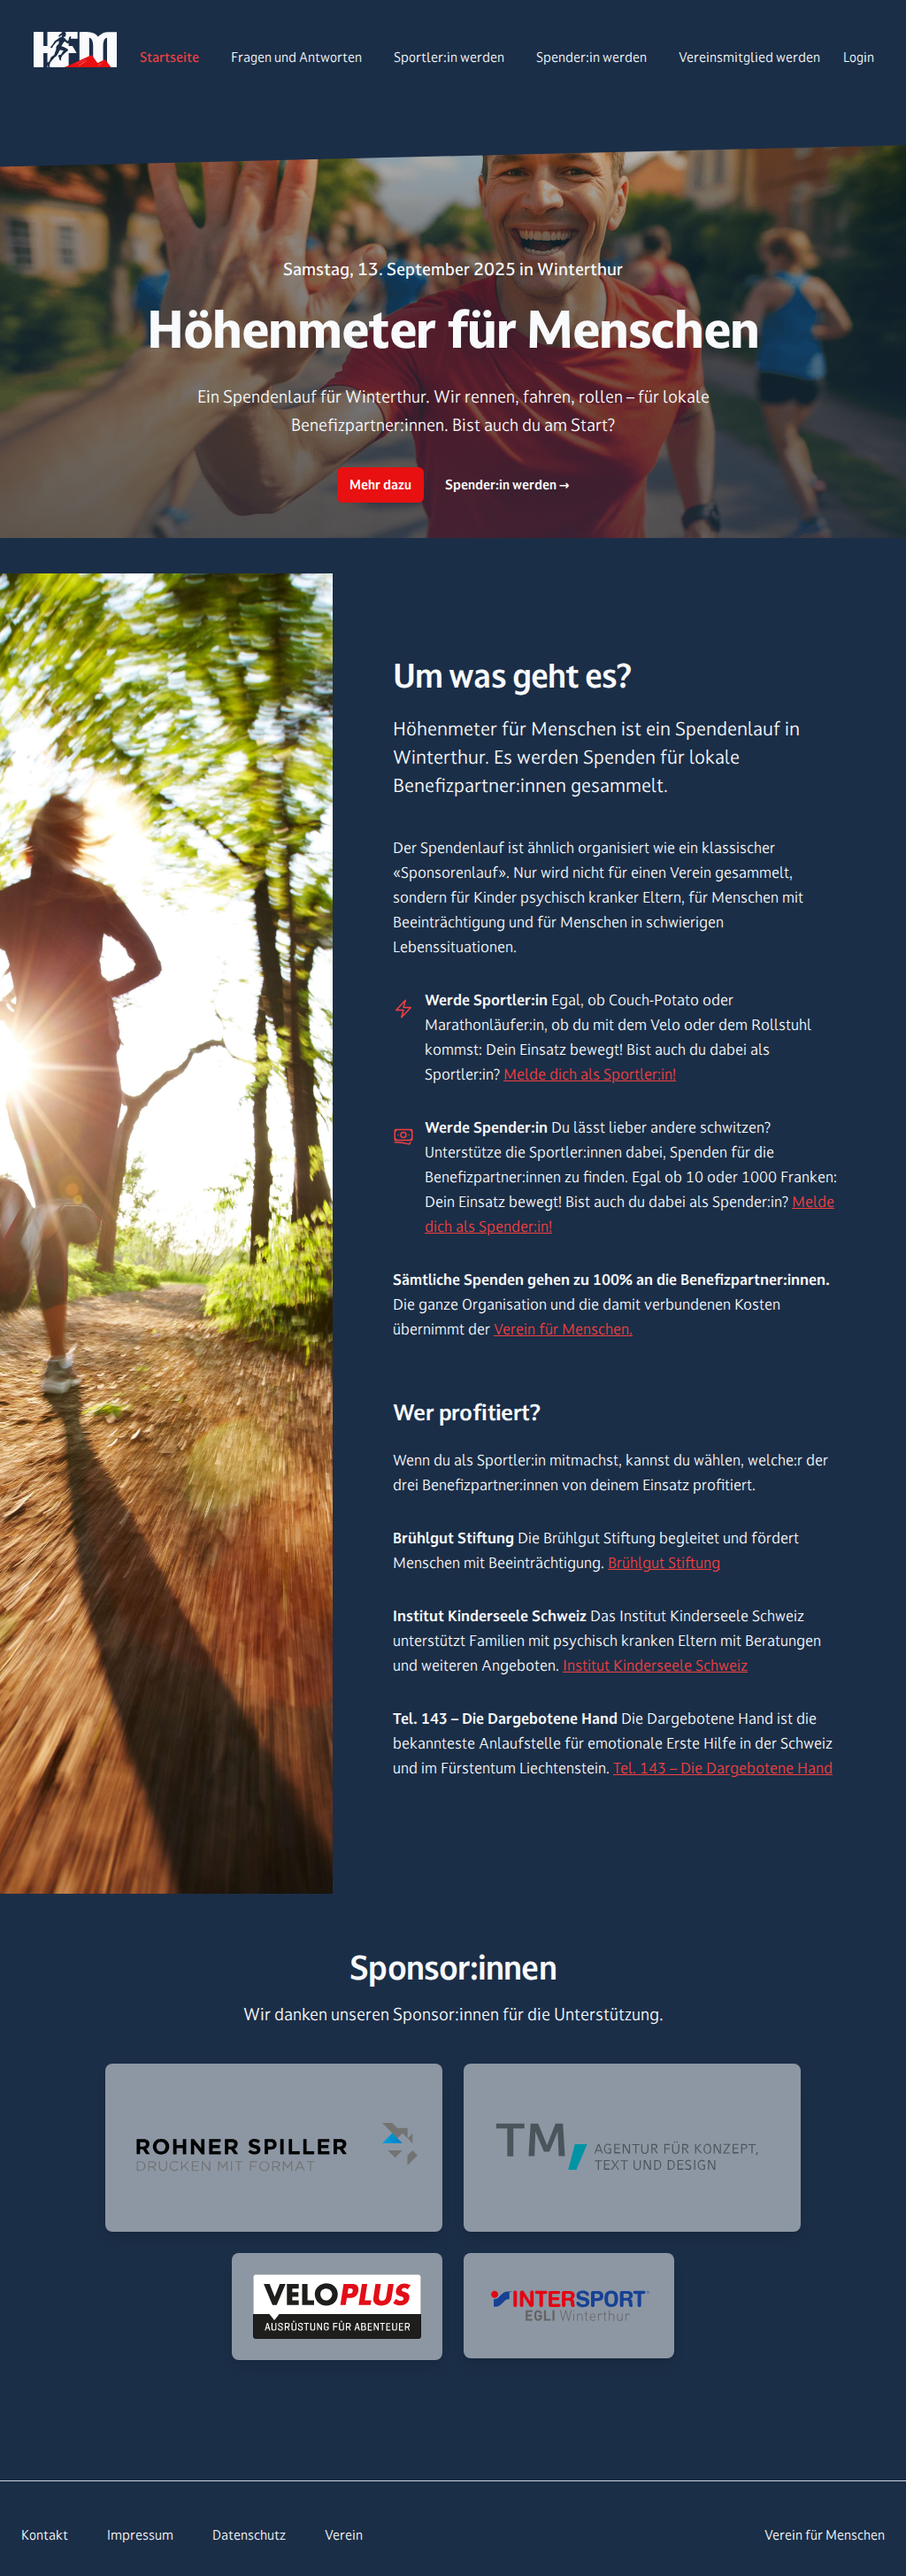 HFM
Startseite
Fragen und Antworten
Sportler:in werden
Spender:in werden
Vereinsmitglied werden
Login
Samstag, 13. September 2025 in Winterthur
Höhenmeter für Menschen
Ein Spendenlauf für Winterthur. Wir rennen, fahren, rollen – für lokale
Benefizpartner:innen. Bist auch du am Start?
Mehr dazu
Spender:in werden →
Um was geht es?
Höhenmeter für Menschen ist ein Spendenlauf in
Winterthur. Es werden Spenden für lokale
Benefizpartner:innen gesammelt.
Der Spendenlauf ist ähnlich organisiert wie ein klassischer
«Sponsorenlauf». Nur wird nicht für einen Verein gesammelt,
sondern für Kinder psychisch kranker Eltern, für Menschen mit
Beeinträchtigung und für Menschen in schwierigen
Lebenssituationen.
Werde Sportler:in Egal, ob Couch-Potato oder
Marathonläufer:in, ob du mit dem Velo oder dem Rollstuhl
kommst: Dein Einsatz bewegt! Bist auch du dabei als
Sportler:in? Melde dich als Sportler:in!
Werde Spender:in Du lässt lieber andere schwitzen?
Unterstütze die Sportler:innen dabei, Spenden für die
Benefizpartner:innen zu finden. Egal ob 10 oder 1000 Franken:
Dein Einsatz bewegt! Bist auch du dabei als Spender:in? Melde
dich als Spender:in!
Sämtliche Spenden gehen zu 100% an die Benefizpartner:innen.
Die ganze Organisation und die damit verbundenen Kosten
übernimmt der Verein für Menschen.
Wer profitiert?
Wenn du als Sportler:in mitmachst, kannst du wählen, welche:r der
drei Benefizpartner:innen von deinem Einsatz profitiert.
Brühlgut Stiftung Die Brühlgut Stiftung begleitet und fördert
Menschen mit Beeinträchtigung. Brühlgut Stiftung
Institut Kinderseele Schweiz Das Institut Kinderseele Schweiz
unterstützt Familien mit psychisch kranken Eltern mit Beratungen
und weiteren Angeboten. Institut Kinderseele Schweiz
Tel. 143 – Die Dargebotene Hand Die Dargebotene Hand ist die
bekannteste Anlaufstelle für emotionale Erste Hilfe in der Schweiz
und im Fürstentum Liechtenstein. Tel. 143 – Die Dargebotene Hand
Sponsor:innen
Wir danken unseren Sponsor:innen für die Unterstützung.
ROHNER SPILLER
DRUCKEN MIT FORMAT
TM,
AGENTUR FÜR KONZEPT,
TEXT UND DESIGN
VELOPLUS
AUSRÜSTUNG FÜR ABENTEUER
INTERSPORT
EGLI Winterthur
Kontakt
Impressum
Datenschutz
Verein
Verein für Menschen